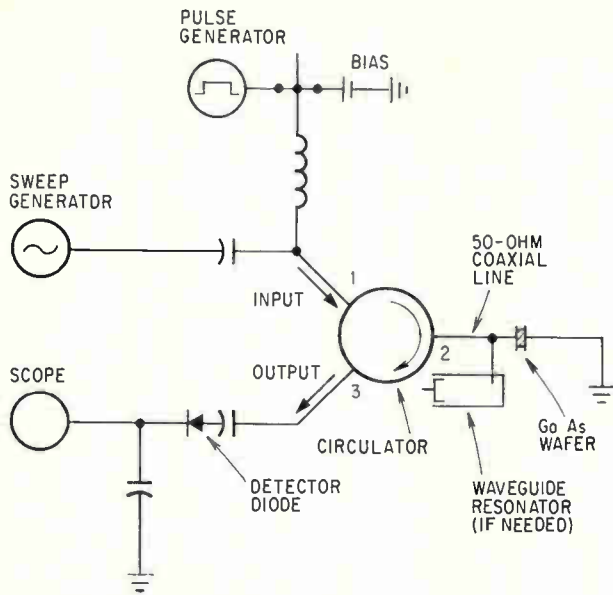 PULSE
GENERATOR
BIAS
SWEEP
GENERATOR
50-OHM
COAXIAL
LINE
1
INPUT
2
SCOPE
OUTPUT
3
CIRCULATOR
Ga As
WAFER
DETECTOR
DIODE
WAVEGUIDE
RESONATOR
(IF NEEDED)